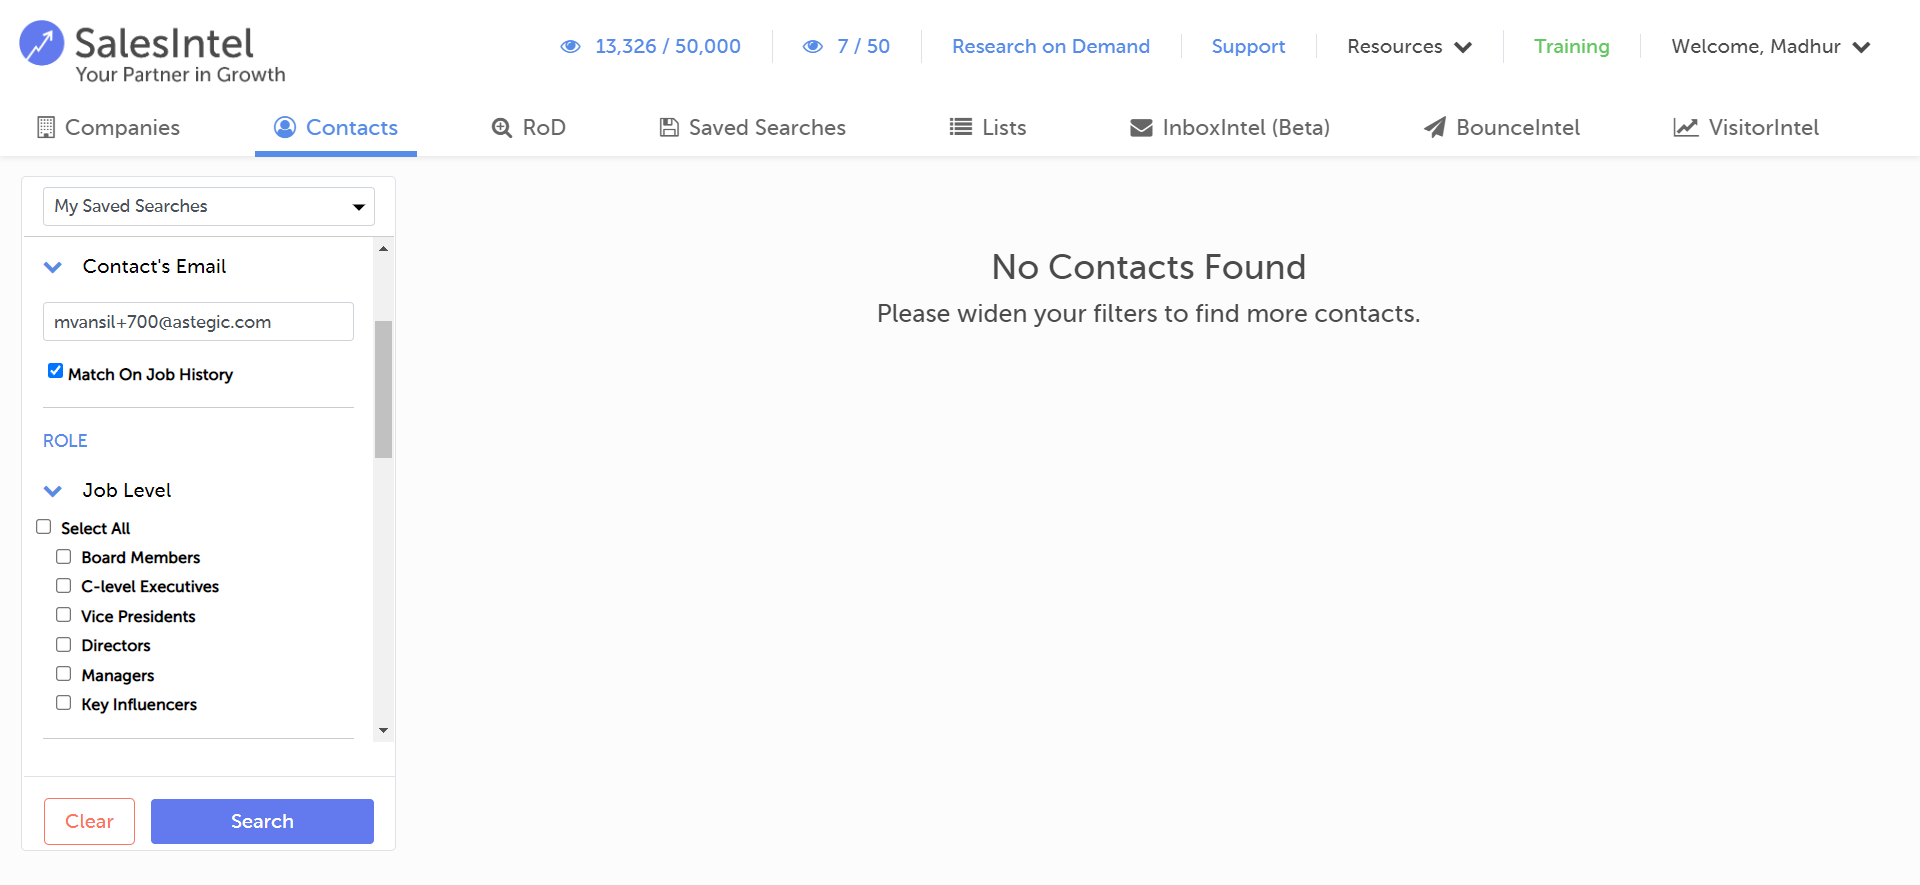 SalesIntel
Your Partner in Growth
13,326 / 50,000
7 / 50
Research on Demand
Support
Resources
Training
Welcome, Madhur
Companies
Contacts
RoD
Saved Searches
Lists
InboxIntel (Beta)
BounceIntel
VisitorIntel
My Saved Searches
Contact's Email
mvansil+700@astegic.com
Match On Job History
ROLE
Job Level
Select All
Board Members
C-level Executives
Vice Presidents
Directors
Managers
Key Influencers
Clear
Search
No Contacts Found
Please widen your filters to find more contacts.